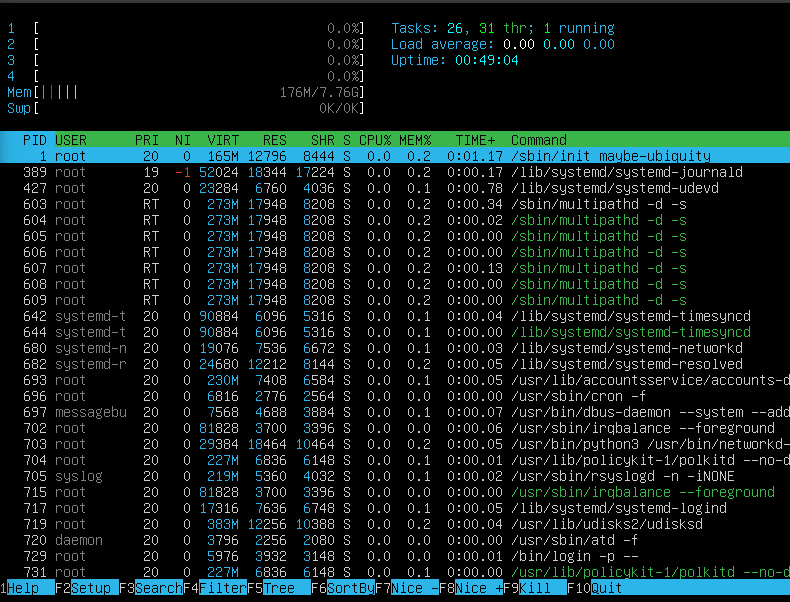 1 [ 0.0%] Tasks: 26, 31 thr; 1 running
2 [ 0.0%] Load average: 0.00 0.00 0.00
3 [ 0.0%] Uptime: 00:49:04
4 [ 0.0%]
Mem[||||| 176M/7.76G]
Swp[ 0K/0K]
PID USER PRI NI VIRT RES SHR S CPU% MEM% TIME+ Command
1 root 20 0 165M 12796 8444 S 0.0 0.2 0:01.17 /sbin/init maybe-ubiquity
389 root 19 -1 52024 18344 17224 S 0.0 0.2 0:00.17 /lib/systemd/systemd-journald
427 root 20 0 23284 6760 4036 S 0.0 0.1 0:00.78 /lib/systemd/systemd-udevd
603 root RT 0 273M 17948 8208 S 0.0 0.2 0:00.34 /sbin/multipathd -d -s
604 root RT 0 273M 17948 8208 S 0.0 0.2 0:00.02 /sbin/multipathd -d -s
605 root RT 0 273M 17948 8208 S 0.0 0.2 0:00.00 /sbin/multipathd -d -s
606 root RT 0 273M 17948 8208 S 0.0 0.2 0:00.00 /sbin/multipathd -d -s
607 root RT 0 273M 17948 8208 S 0.0 0.2 0:00.13 /sbin/multipathd -d -s
608 root RT 0 273M 17948 8208 S 0.0 0.2 0:00.00 /sbin/multipathd -d -s
609 root RT 0 273M 17948 8208 S 0.0 0.2 0:00.00 /sbin/multipathd -d -s
642 systemd-t 20 0 90884 6096 5316 S 0.0 0.1 0:00.04 /lib/systemd/systemd-timesyncd
644 systemd-t 20 0 90884 6096 5316 S 0.0 0.1 0:00.00 /lib/systemd/systemd-timesyncd
680 systemd-n 20 0 19076 7536 6672 S 0.0 0.1 0:00.03 /lib/systemd/systemd-networkd
682 systemd-r 20 0 24680 12212 8144 S 0.0 0.2 0:00.05 /lib/systemd/systemd-resolved
693 root 20 0 230M 7408 6584 S 0.0 0.1 0:00.05 /usr/lib/accountsservice/accounts-d
696 root 20 0 6816 2776 2564 S 0.0 0.0 0:00.00 /usr/sbin/cron -f
697 messagebu 20 0 7568 4688 3884 S 0.0 0.1 0:00.07 /usr/bin/dbus-daemon --system --add
702 root 20 0 81828 3700 3396 S 0.0 0.0 0:00.06 /usr/sbin/irqbalance --foreground
703 root 20 0 29384 18464 10464 S 0.0 0.2 0:00.05 /usr/bin/python3 /usr/bin/networkd-
704 root 20 0 227M 6836 6148 S 0.0 0.1 0:00.01 /usr/lib/policykit-1/polkitd --no-d
705 syslog 20 0 219M 5360 4032 S 0.0 0.1 0:00.02 /usr/sbin/rsyslogd -n -iNONE
715 root 20 0 81828 3700 3396 S 0.0 0.0 0:00.00 /usr/sbin/irqbalance --foreground
717 root 20 0 17316 7636 6748 S 0.0 0.1 0:00.05 /lib/systemd/systemd-logind
719 root 20 0 383M 12256 10388 S 0.0 0.2 0:00.04 /usr/lib/udisks2/udisksd
720 daemon 20 0 3796 2256 2080 S 0.0 0.0 0:00.00 /usr/sbin/atd -f
729 root 20 0 5976 3932 3148 S 0.0 0.0 0:00.01 /bin/login -p --
731 root 20 0 227M 6836 6148 S 0.0 0.1 0:00.00 /usr/lib/policykit-1/polkitd --no-d
1Help F2Setup F3SearchF4FilterF5Tree F6SortByF7Nice -F8Nice +F9Kill F10Quit